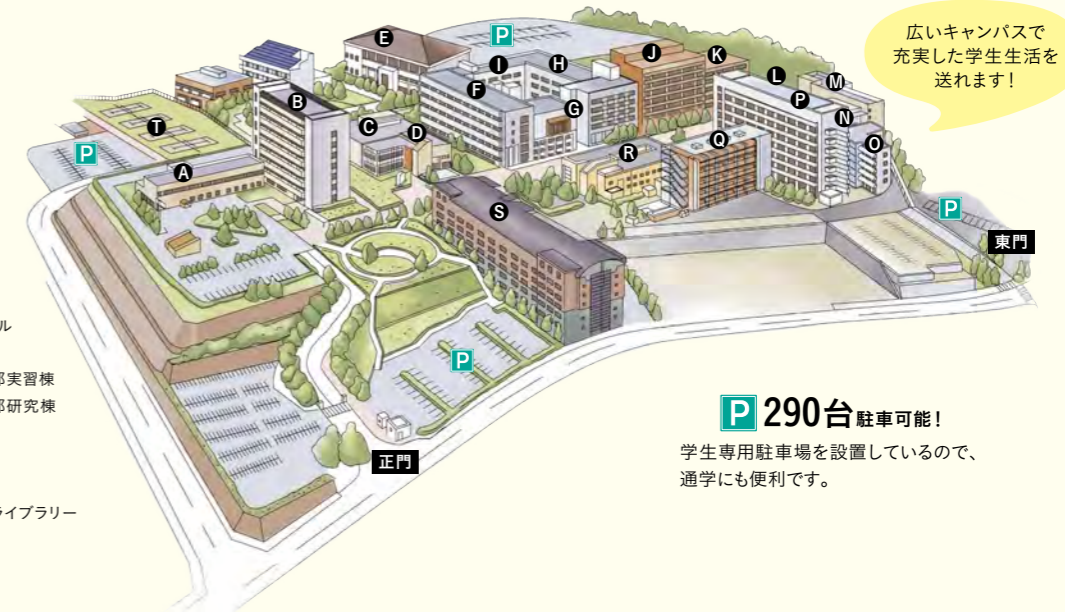 広いキャンパスで
充実した学生生活を
送れます!
P
E
J
K
I
H
L
M
F
P
B
G
N
C
D
O
T
Q
R
P
A
S
P
東門
ル
部実習棟
部研究棟
P
P 290台駐車可能!
学生専用駐車場を設置しているので、
通学にも便利です。
正門
ライブラリー